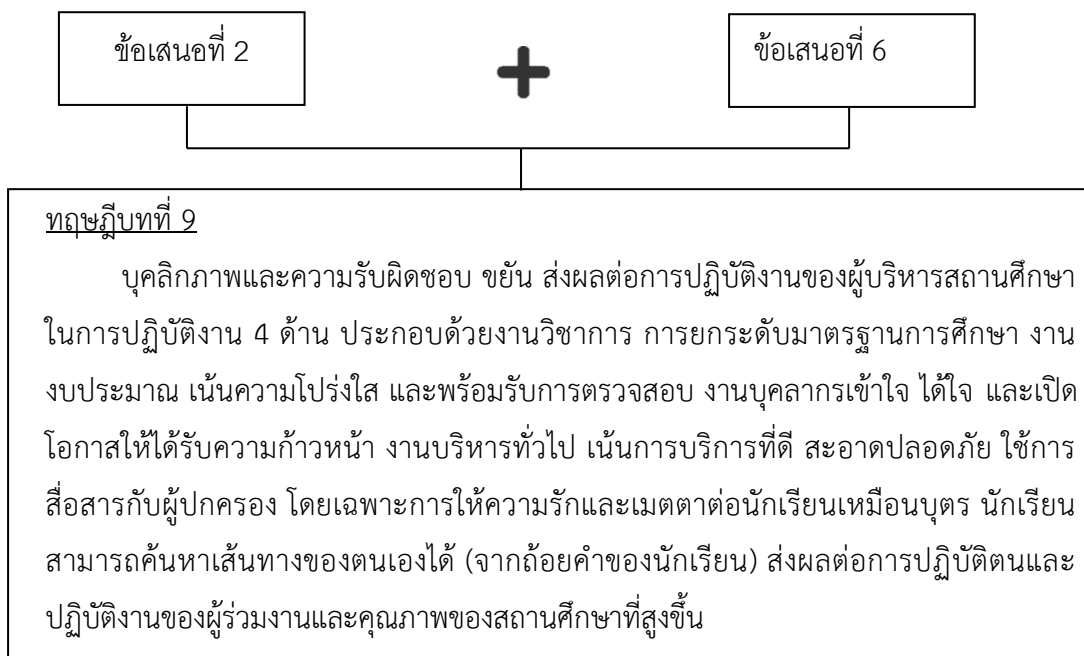 ข้อเสนอที่ 2
ข้อเสนอที่ 6
ทฤษฎีบทที่ 9
บุคลิกภาพและความรับผิดชอบ ขยัน ส่งผลต่อการปฏิบัติงานของผู้บริหารสถานศึกษา
ในการปฏิบัติงาน 4 ด้าน ประกอบด้วยงานวิชาการ การยกระดับมาตรฐานการศึกษา งาน
งบประมาณ เน้นความโปร่งใส และพร้อมรับการตรวจสอบ งานบุคลากรเข้าใจ ได้ใจ และเปิด
โอกาสให้ได้รับความก้าวหน้า งานบริหารทั่วไป เน้นการบริการที่ดี สะอาดปลอดภัย ใช้การ
สื่อสารกับผู้ปกครอง โดยเฉพาะการให้ความรักและเมตตาต่อนักเรียนเหมือนบุตร นักเรียน
สามารถค้นหาเส้นทางของตนเองได้ (จากถ้อยคำของนักเรียน) ส่งผลต่อการปฏิบัติตนและ
ปฏิบัติงานของผู้ร่วมงานและคุณภาพของสถานศึกษาที่สูงขึ้น